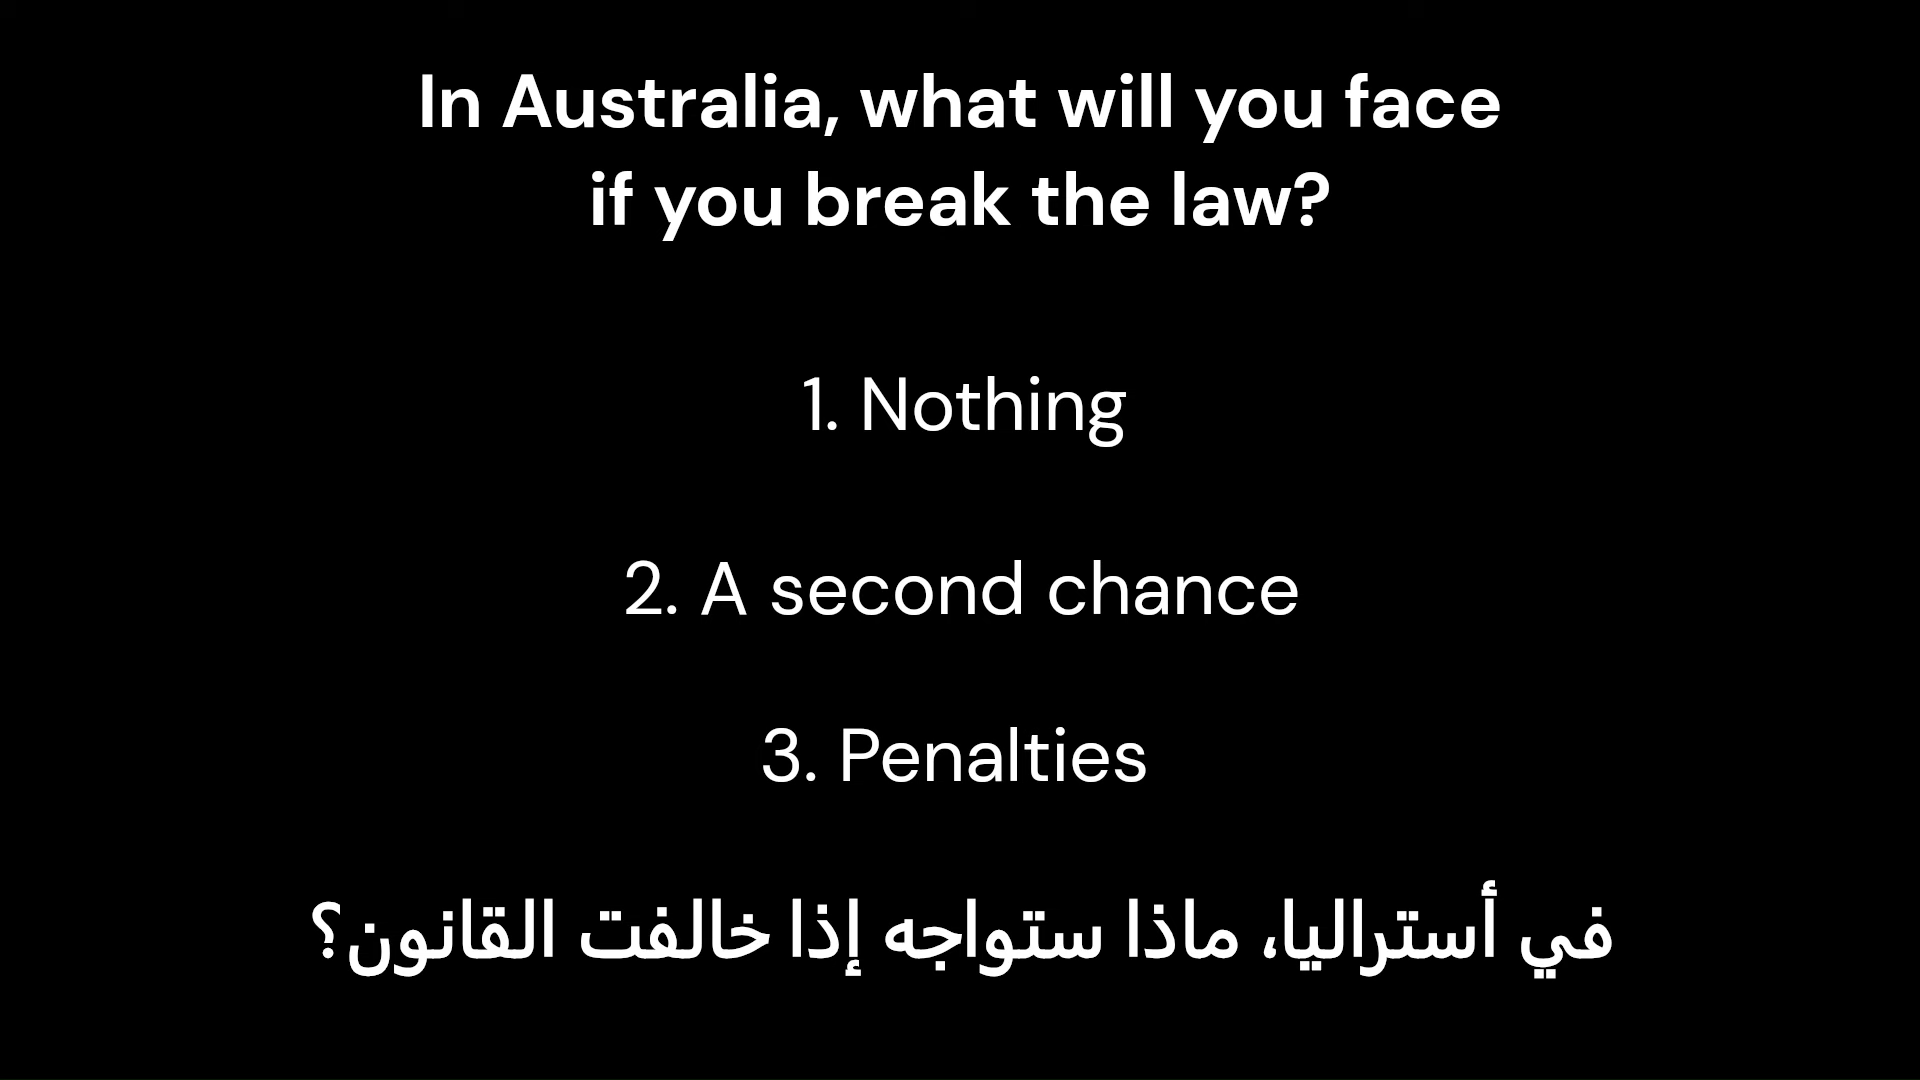 In Australia, what will you face
if you break the law?
1. Nothing
2. A second chance
3. Penalties
في أستراليا، ماذا ستواجه إذا خالفت القانون؟